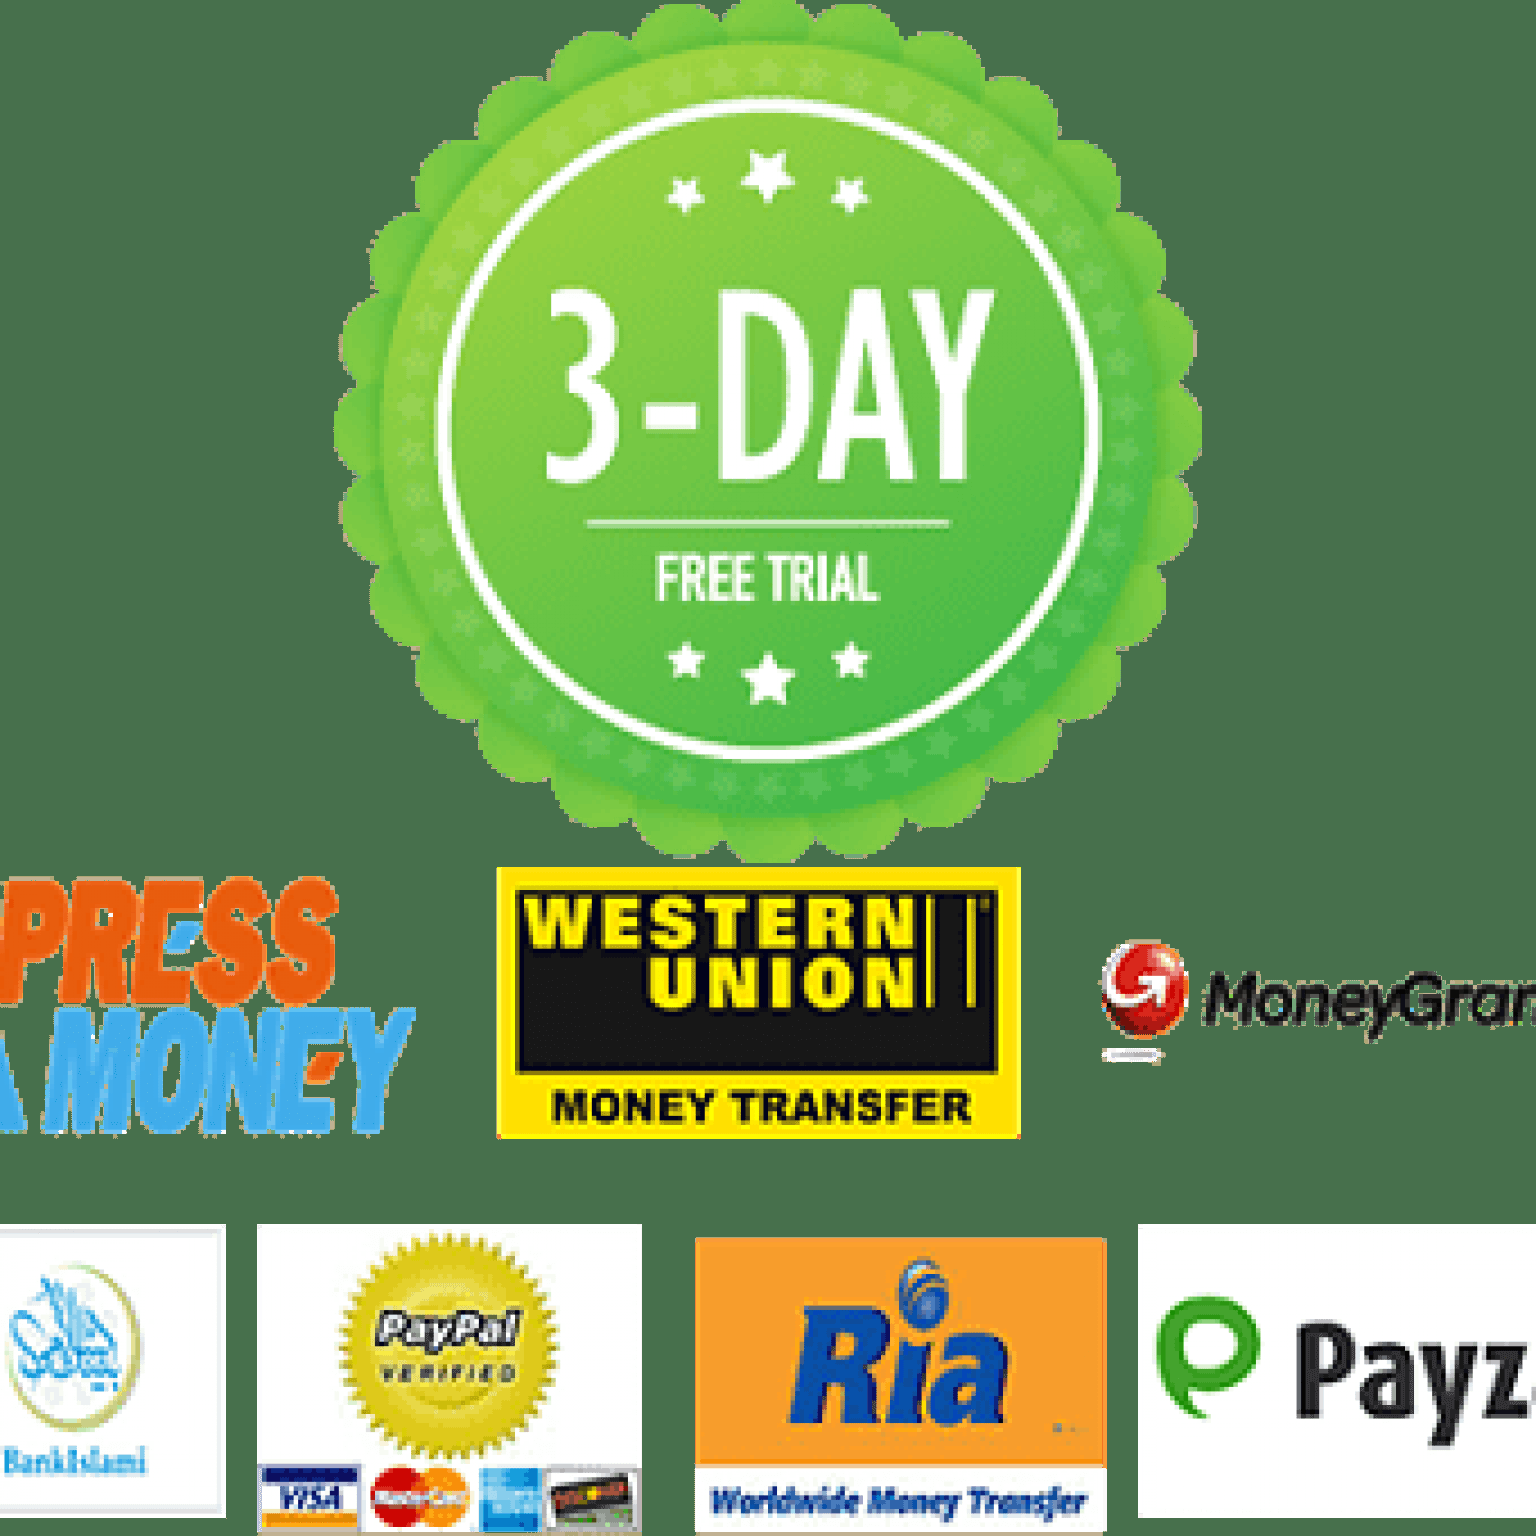 3-DAY
FREE TRIAL
PRESS
A MONEY
WESTERN
UNION
MONEY TRANSFER
MoneyGram
BankIslami
PayPal
VERIFIED
VISA
MasterCard
Ria
Worldwide Money Transfer
Payz